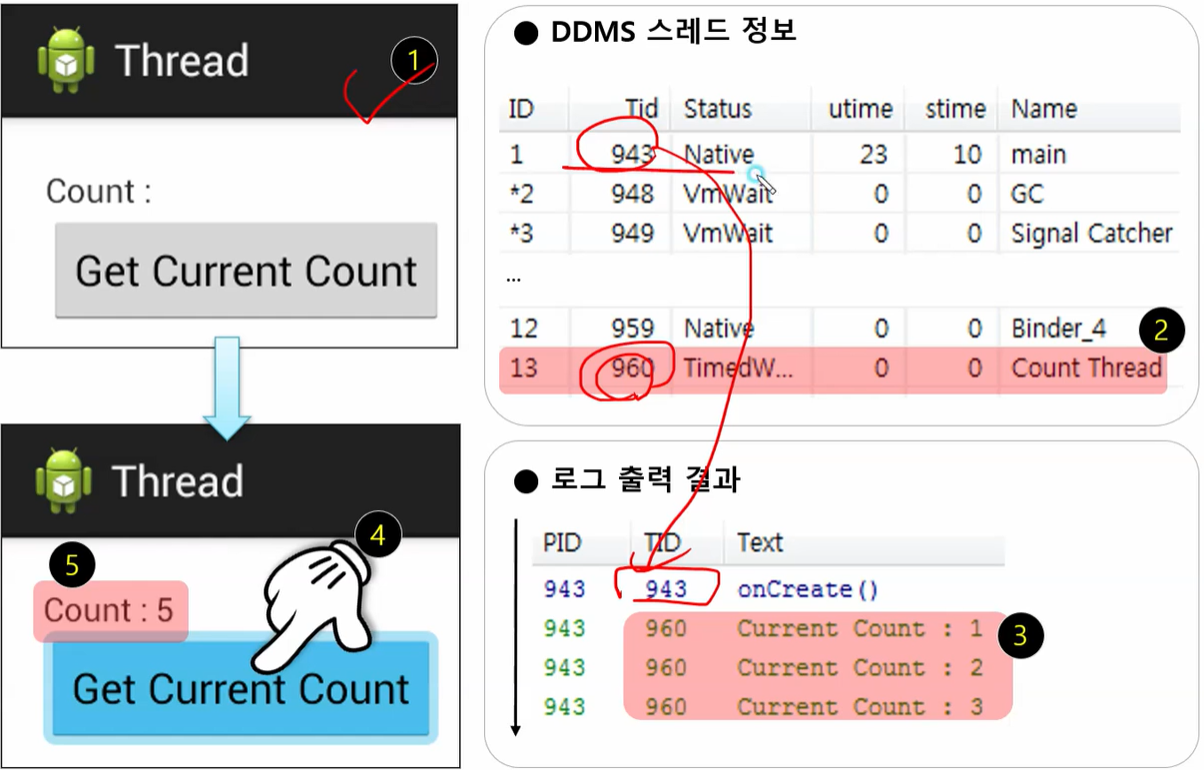 Thread
1
Count :
Get Current Count
Thread
4
5
Count : 5
Get Current Count
● DDMS 스레드 정보
ID Tid Status utime stime Name
1 943 Native 23 10 main
*2 948 VmWait 0 0 GC
*3 949 VmWait 0 0 Signal Catcher
...
12 959 Native 0 0 Binder_4
2
13 960 TimedW... 0 0 Count Thread
● 로그 출력 결과
PID TID Text
943 943 onCreate()
943 960 Current Count : 1
3
943 960 Current Count : 2
943 960 Current Count : 3